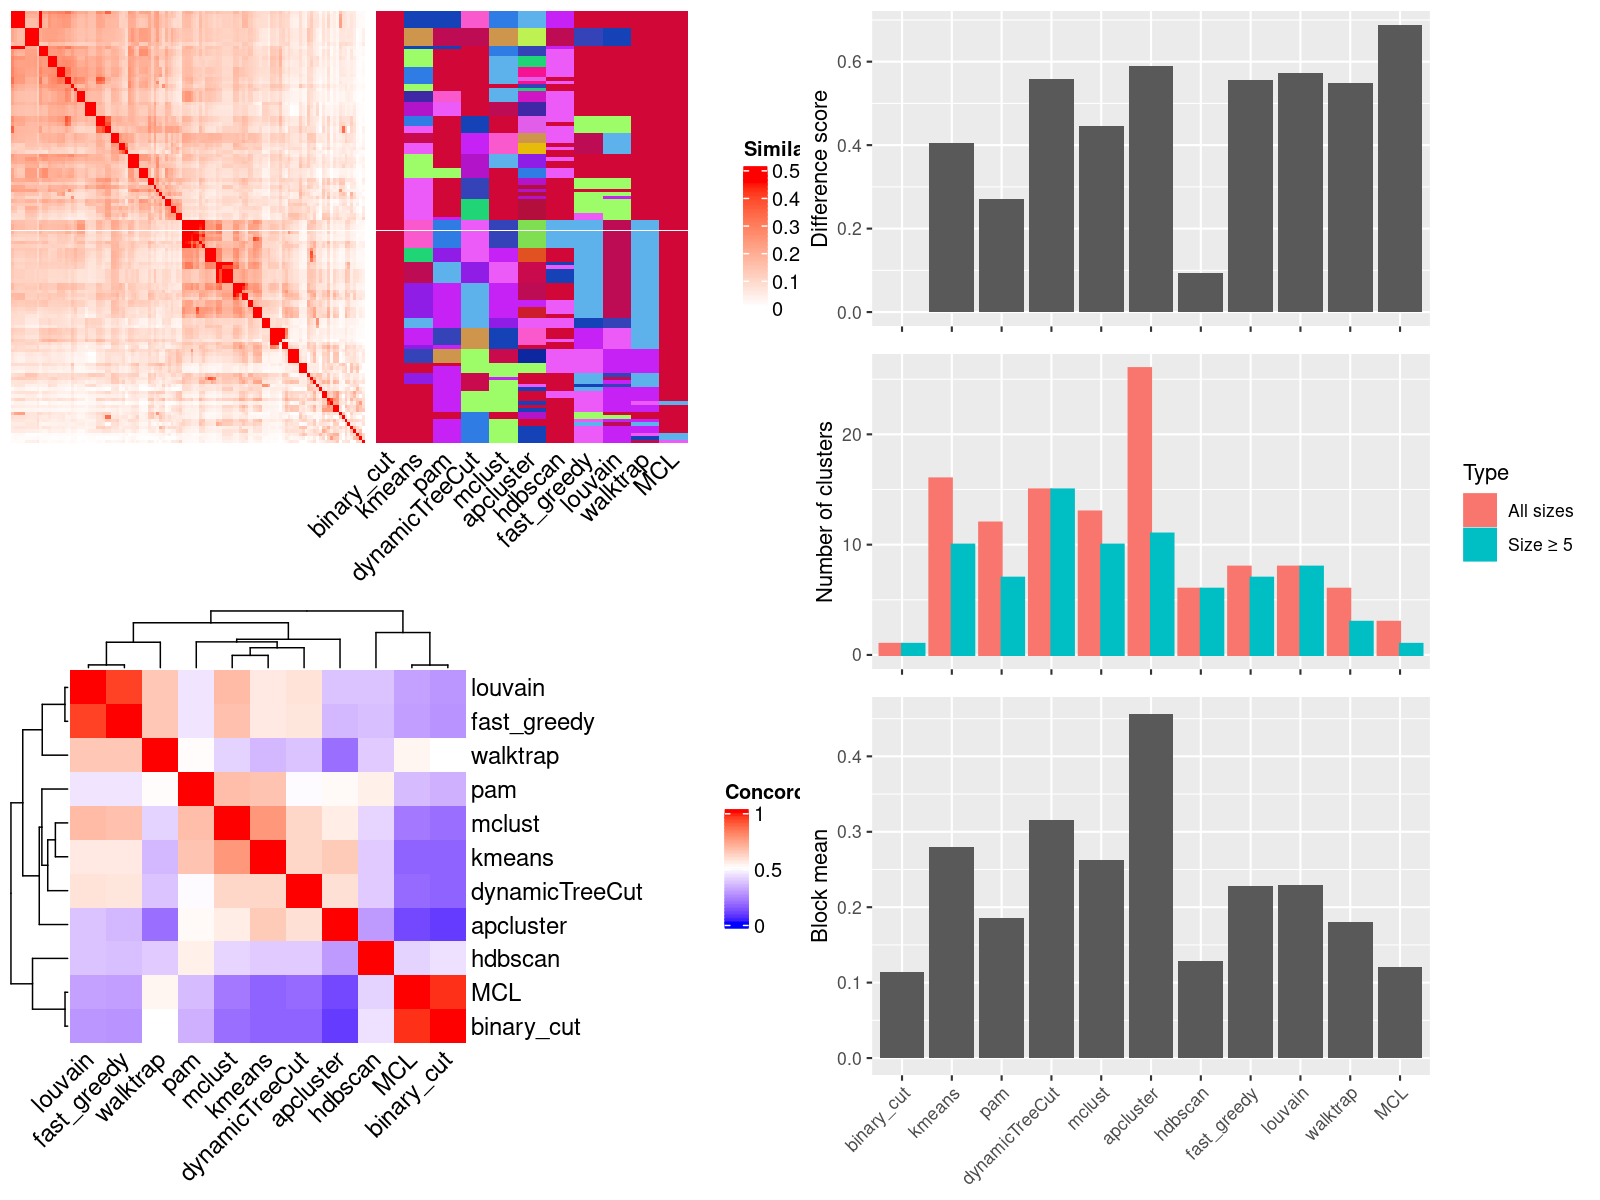 Simila
0.5
0.4
0.3
0.2
0.1
0
binary_cut
kmeans
pam
dynamicTreeCut
mclust
apcluster
hdbscan
fast_greedy
louvain
walktrap
MCL
louvain
fast_greedy
walktrap
pam
mclust
kmeans
dynamicTreeCut
apcluster
hdbscan
MCL
binary_cut
louvain
fast_greedy
walktrap
pam
mclust
kmeans
dynamicTreeCut
apcluster
hdbscan
MCL
binary_cut
Concord
1
0.5
0
Difference score
0.6
0.4
0.2
0.0
Number of clusters
20
10
0
Type
All sizes
Size ≥ 5
Block mean
0.4
0.3
0.2
0.1
0.0
binary_cut
kmeans
pam
dynamicTreeCut
mclust
apcluster
hdbscan
fast_greedy
louvain
walktrap
MCL